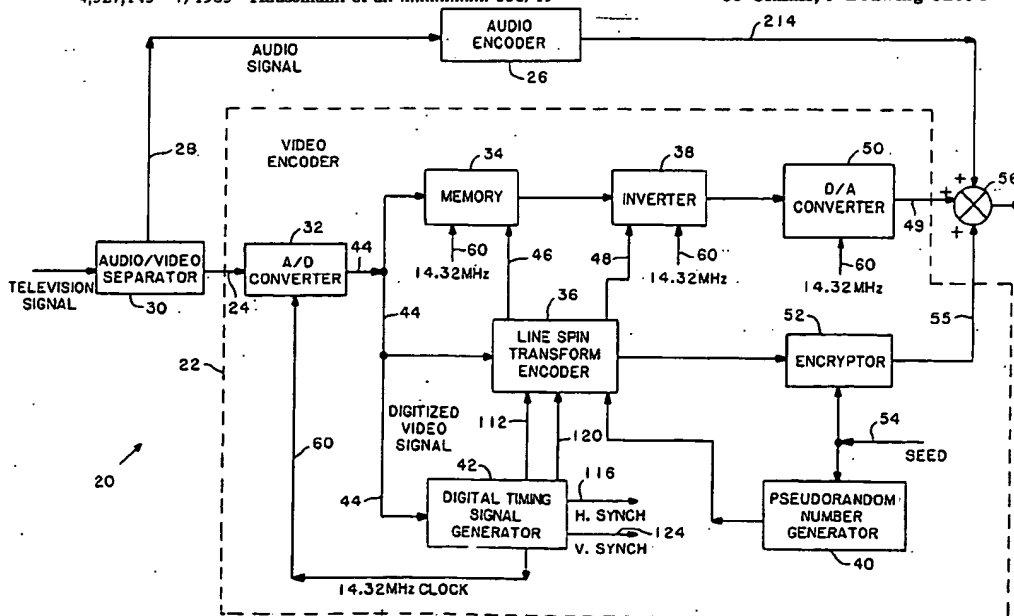 AUDIO ENCODER
26
214
AUDIO SIGNAL
28
VIDEO ENCODER
34
MEMORY
38
INVERTER
50
D/A CONVERTER
56
+
+
+
49
32
A/D CONVERTER
44
AUDIO/VIDEO SEPARATOR
30
TELEVISION SIGNAL
24
60
14.32MHz
46
48
60
14.32MHz
60
14.32MHz
55
36
LINE SPIN TRANSFORM ENCODER
52
ENCRYPTOR
44
22
DIGITIZED VIDEO SIGNAL
112
120
54
SEED
60
20
44
42
DIGITAL TIMING SIGNAL GENERATOR
116
H. SYNCH
124
V. SYNCH
PSEUDORANDOM NUMBER GENERATOR
40
14.32MHz CLOCK